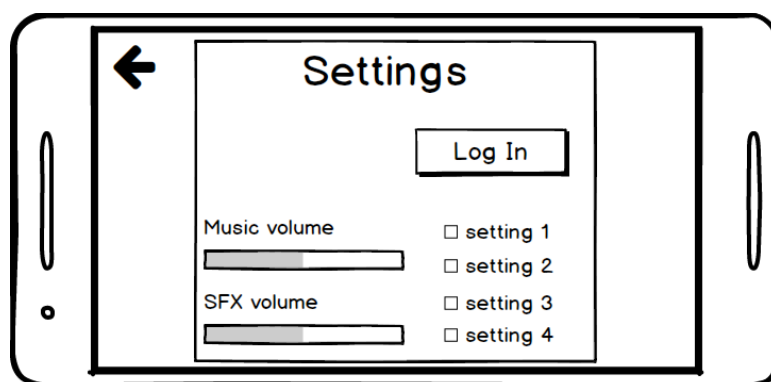 Settings
Log In
Music volume
setting 1
setting 2
SFX volume
setting 3
setting 4